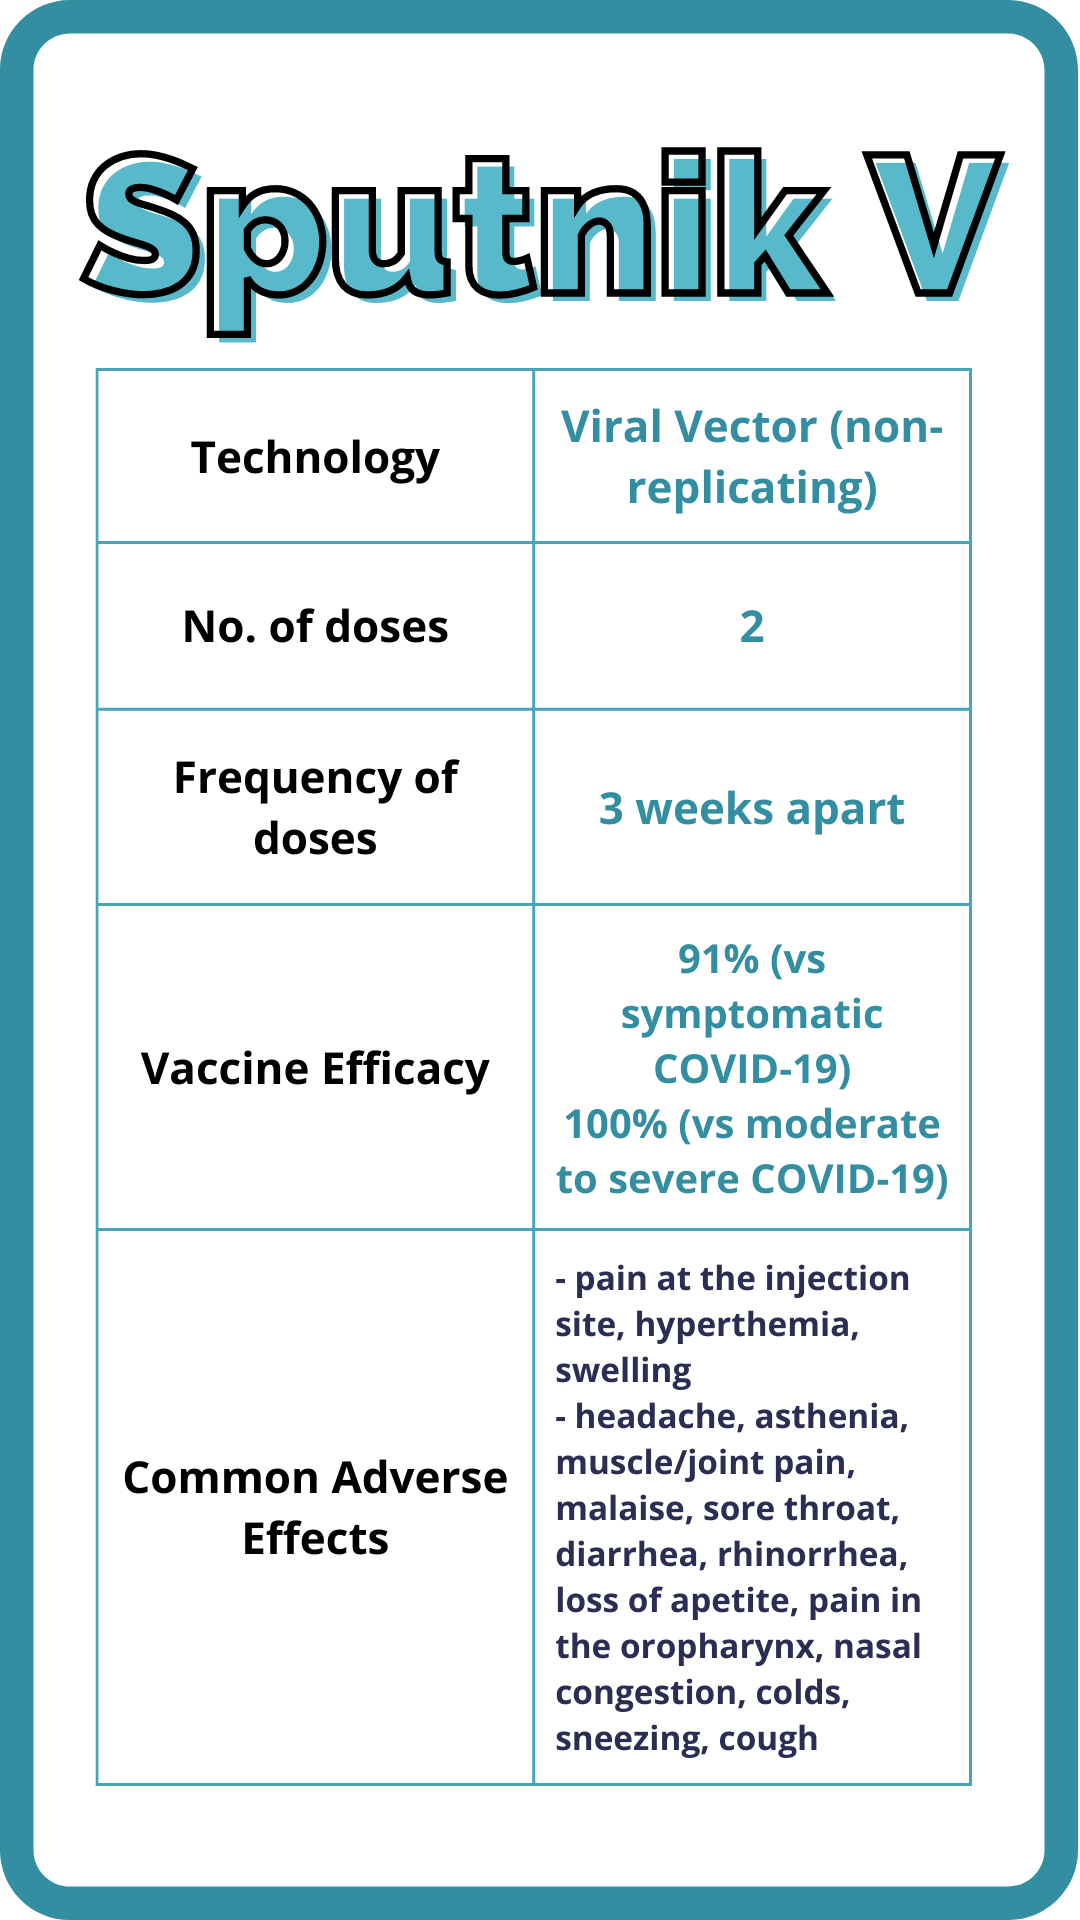 Sputnik V
Technology
Viral Vector (non-
replicating)
No. of doses
2
Frequency of
doses
3 weeks apart
Vaccine Efficacy
91% (vs
symptomatic
COVID-19)
100% (vs moderate
to severe COVID-19)
Common Adverse
Effects
- pain at the injection
site, hyperthemia,
swelling
- headache, asthenia,
muscle/joint pain,
malaise, sore throat,
diarrhea, rhinorrhea,
loss of apetite, pain in
the oropharynx, nasal
congestion, colds,
sneezing, cough